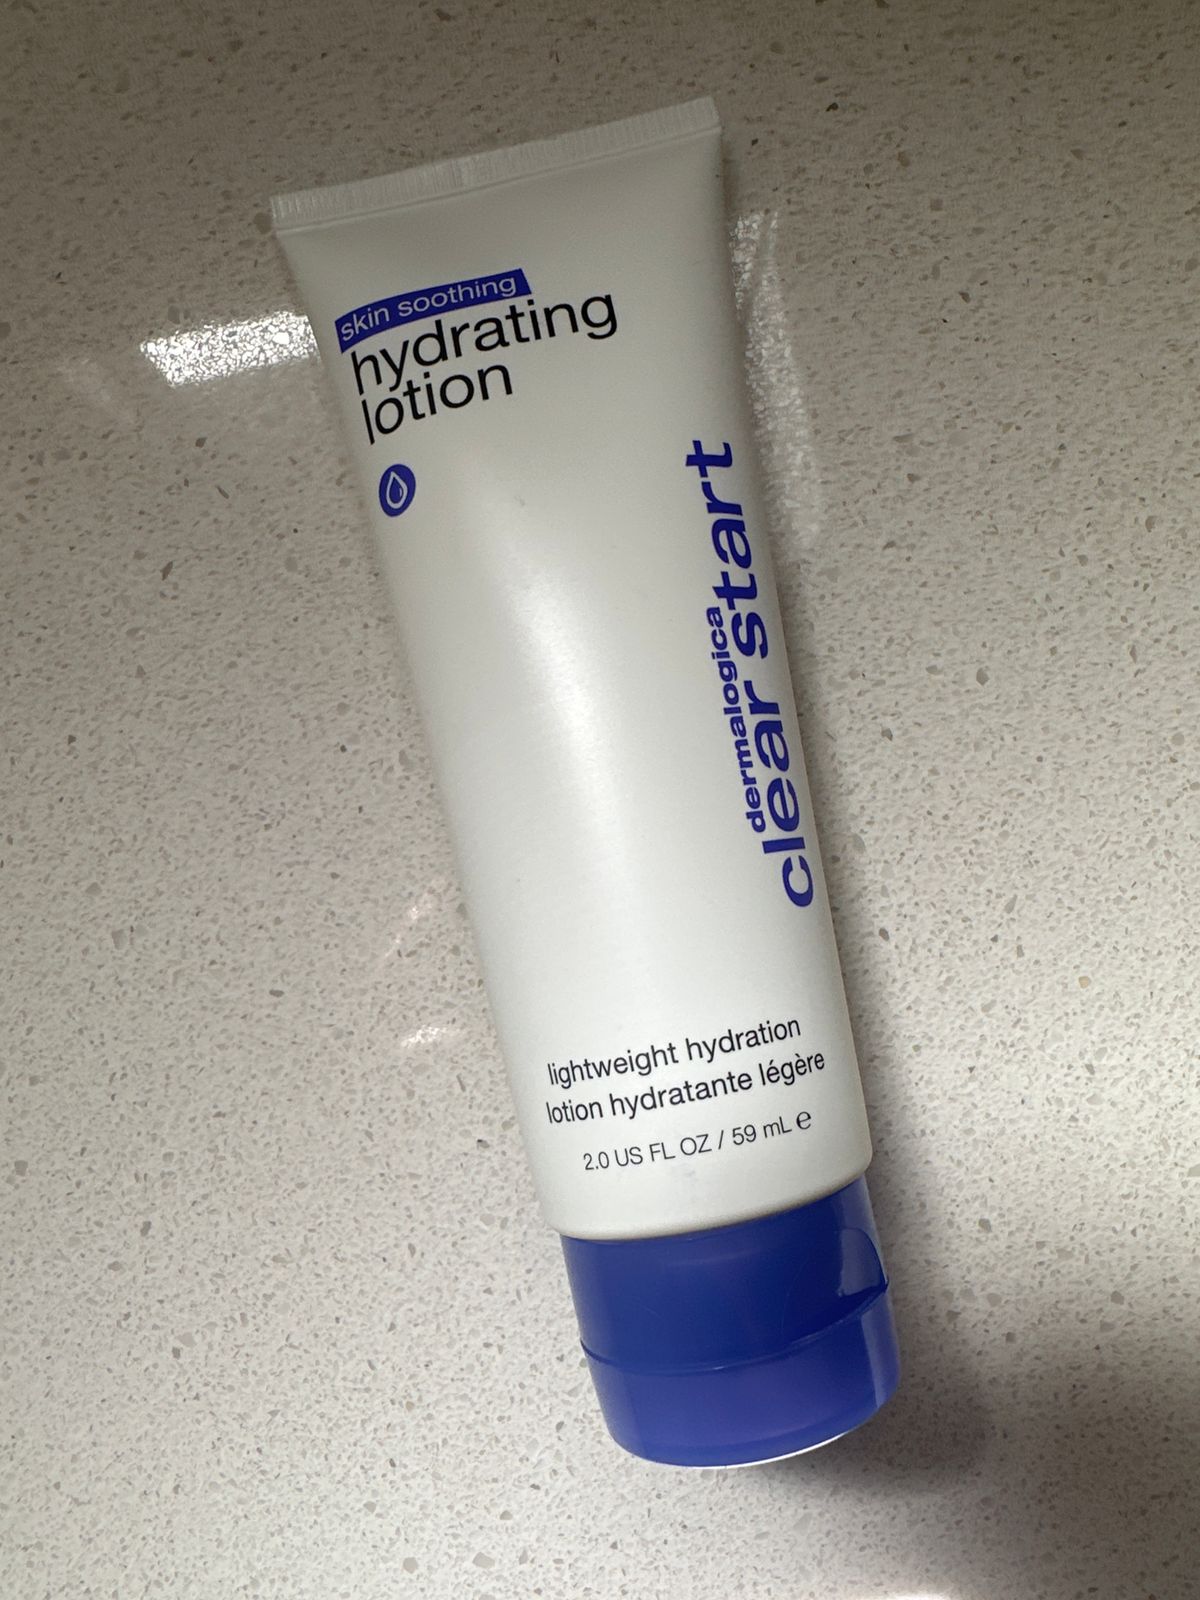 skin soothing
hydrating
lotion
dermalogica
clear start
lightweight hydration
lotion hydratante légère
2.0 US FL OZ / 59 mL ℮